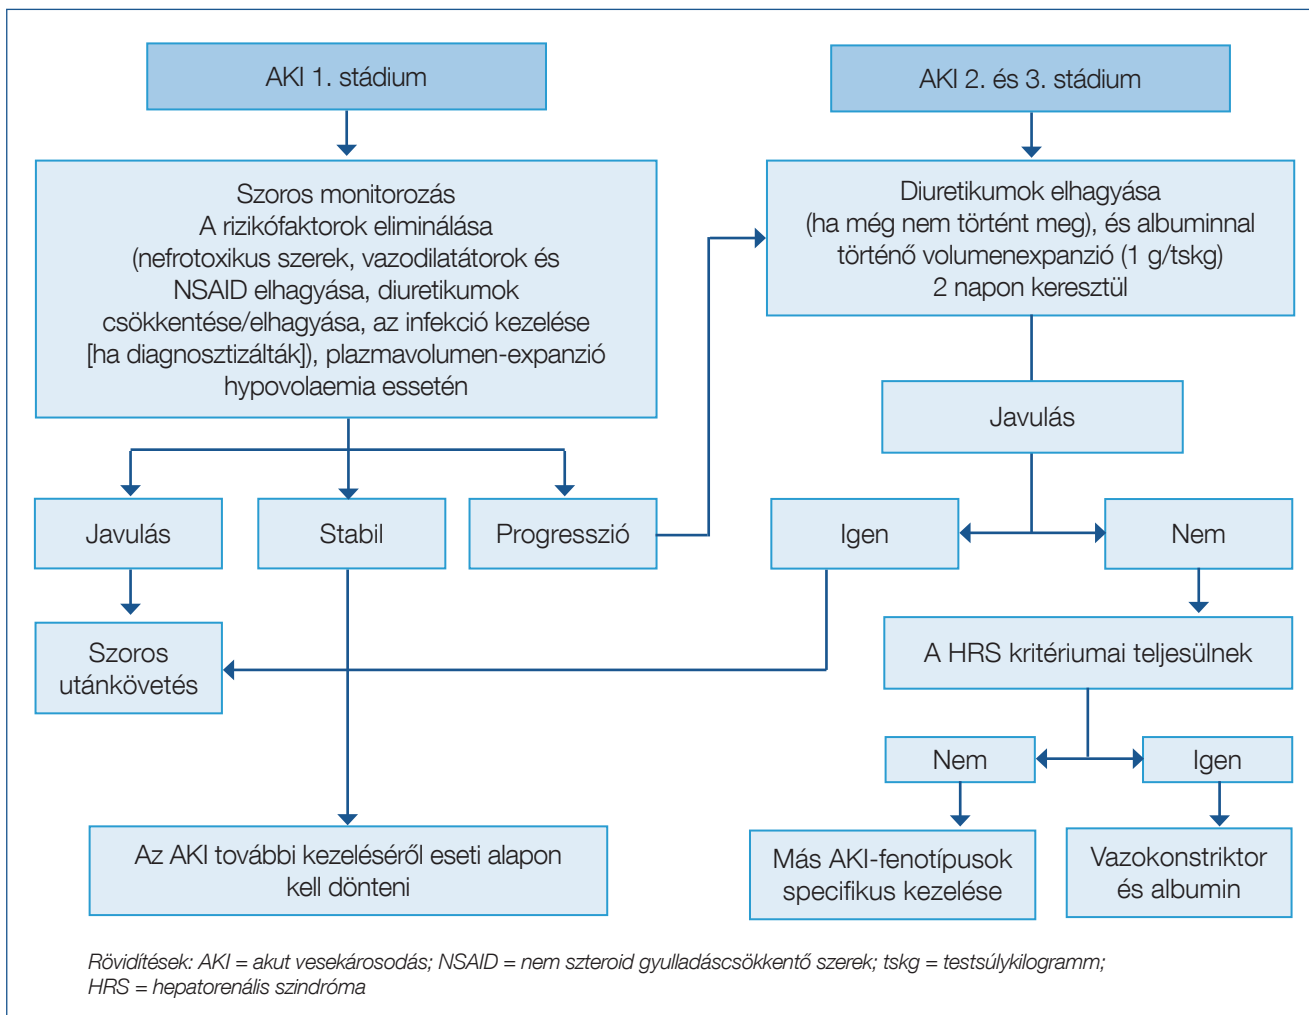 AKI 1. stádium
Szoros monitorozás
A rizikófaktorok eliminálása
(nefrotoxikus szerek, vazodilatátorok és
NSAID elhagyása, diuretikumok
csökkentése/elhagyása, az infekció kezelése
[ha diagnosztizálták]), plazmavolumen-expanzió
hypovolaemia essetén
Javulás
Stabil
Progresszió
Szoros
utánkövetés
Az AKI további kezeléséről eseti alapon
kell dönteni
AKI 2. és 3. stádium
Diuretikumok elhagyása
(ha még nem történt meg), és albuminnal
történő volumenexpanzió (1 g/tskg)
2 napon keresztül
Javulás
Igen
Nem
A HRS kritériumai teljesülnek
Nem
Igen
Más AKI-fenotípusok
specifikus kezelése
Vazokonstriktor
és albumin
Rövidítések: AKI = akut vesekárosodás; NSAID = nem szteroid gyulladáscsökkentő szerek; tskg = testsúlykilogramm;
HRS = hepatorenális szindróma